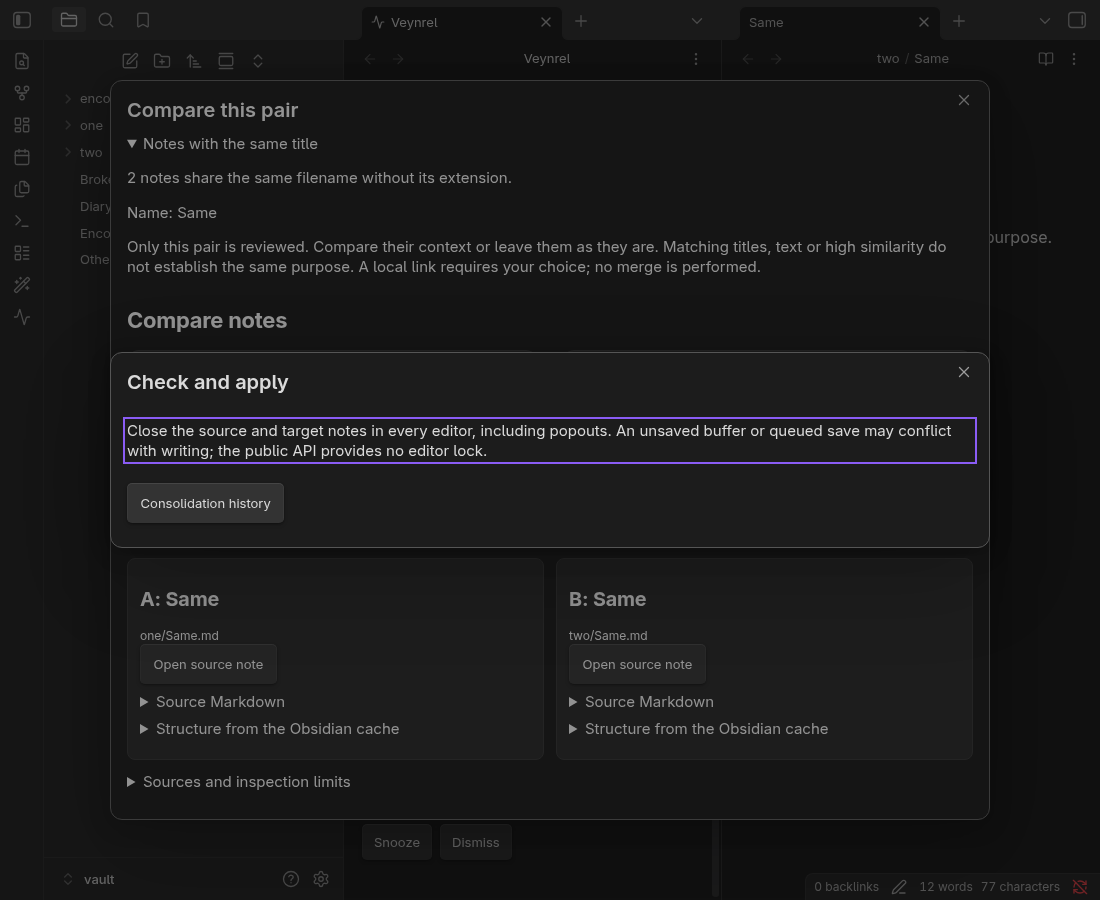 Veynrel
Same
Veynrel
two / Same
Compare this pair
enco
Notes with the same title
one
two
2 notes share the same filename without its extension.
Brok
Diary
Name: Same
Enco
Only this pair is reviewed. Compare their context or leave them as they are. Matching titles, text or high similarity do
not establish the same purpose. A local link requires your choice; no merge is performed.
ourpose.
Othe
Compare notes
Check and apply
Close the source and target notes in every editor, including popouts. An unsaved buffer or queued save may conflict
with writing; the public API provides no editor lock.
Consolidation history
A: Same
one/Same.md
Open source note
Source Markdown
Structure from the Obsidian cache
B: Same
two/Same.md
Open source note
Source Markdown
Structure from the Obsidian cache
Sources and inspection limits
Snooze
Dismiss
vault
0 backlinks
12 words
77 characters